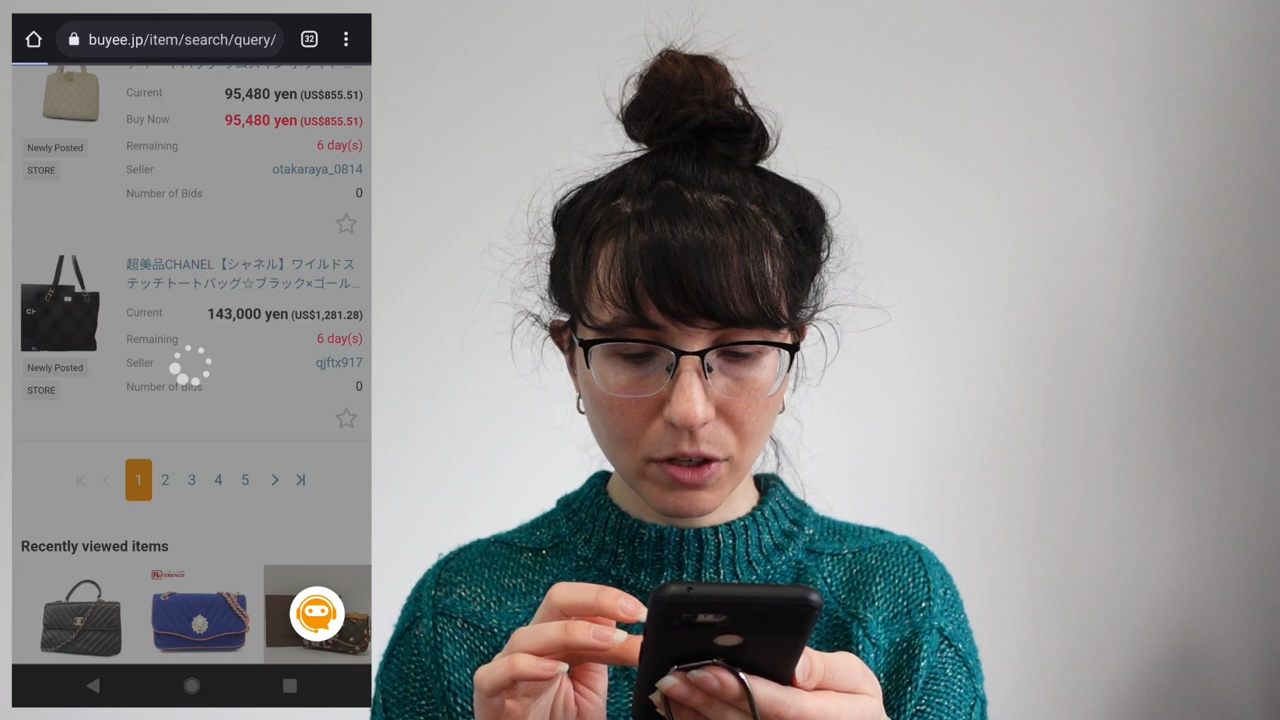 32
buyee.jp/item/search/query/
Current 95,480 yen (US$855.51)
Buy Now 95,480 yen (US$855.51)
Remaining 6 day(s)
Newly Posted
STORE
Seller otakaraya_0814
Number of Bids 0
超美品CHANEL【シャネル】ワイルドス
テッチトートバッグ☆ブラック×ゴール...
Current 143,000 yen (US$1,281.28)
Remaining 6 day(s)
Newly Posted
STORE
Seller qjftx917
Number of Bids 0
1 2 3 4 5
Recently viewed items